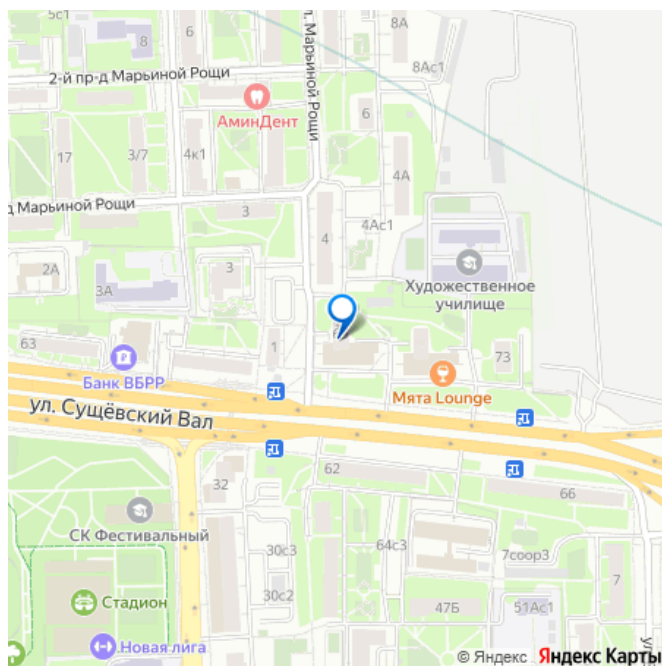 5с1
8А
8
2-й пр-д Марьиной Рощи
8Ас1
л. Марьиной Рощи
АминДент
6
17
3/7
4к1
4А
д Марьиной Рощи
3
4Ас1
4
2А
3
3А
Художественное
училище
63
1
73
Банк ВБРР
Мята Lounge
ул. Сущёвский Вал
62
32
66
СК Фестивальный
30с3
64с3
7соор3
7
Стадион
30с2
47Б
51Ас1
Новая лига
ул
© Яндекс Яндекс Карты